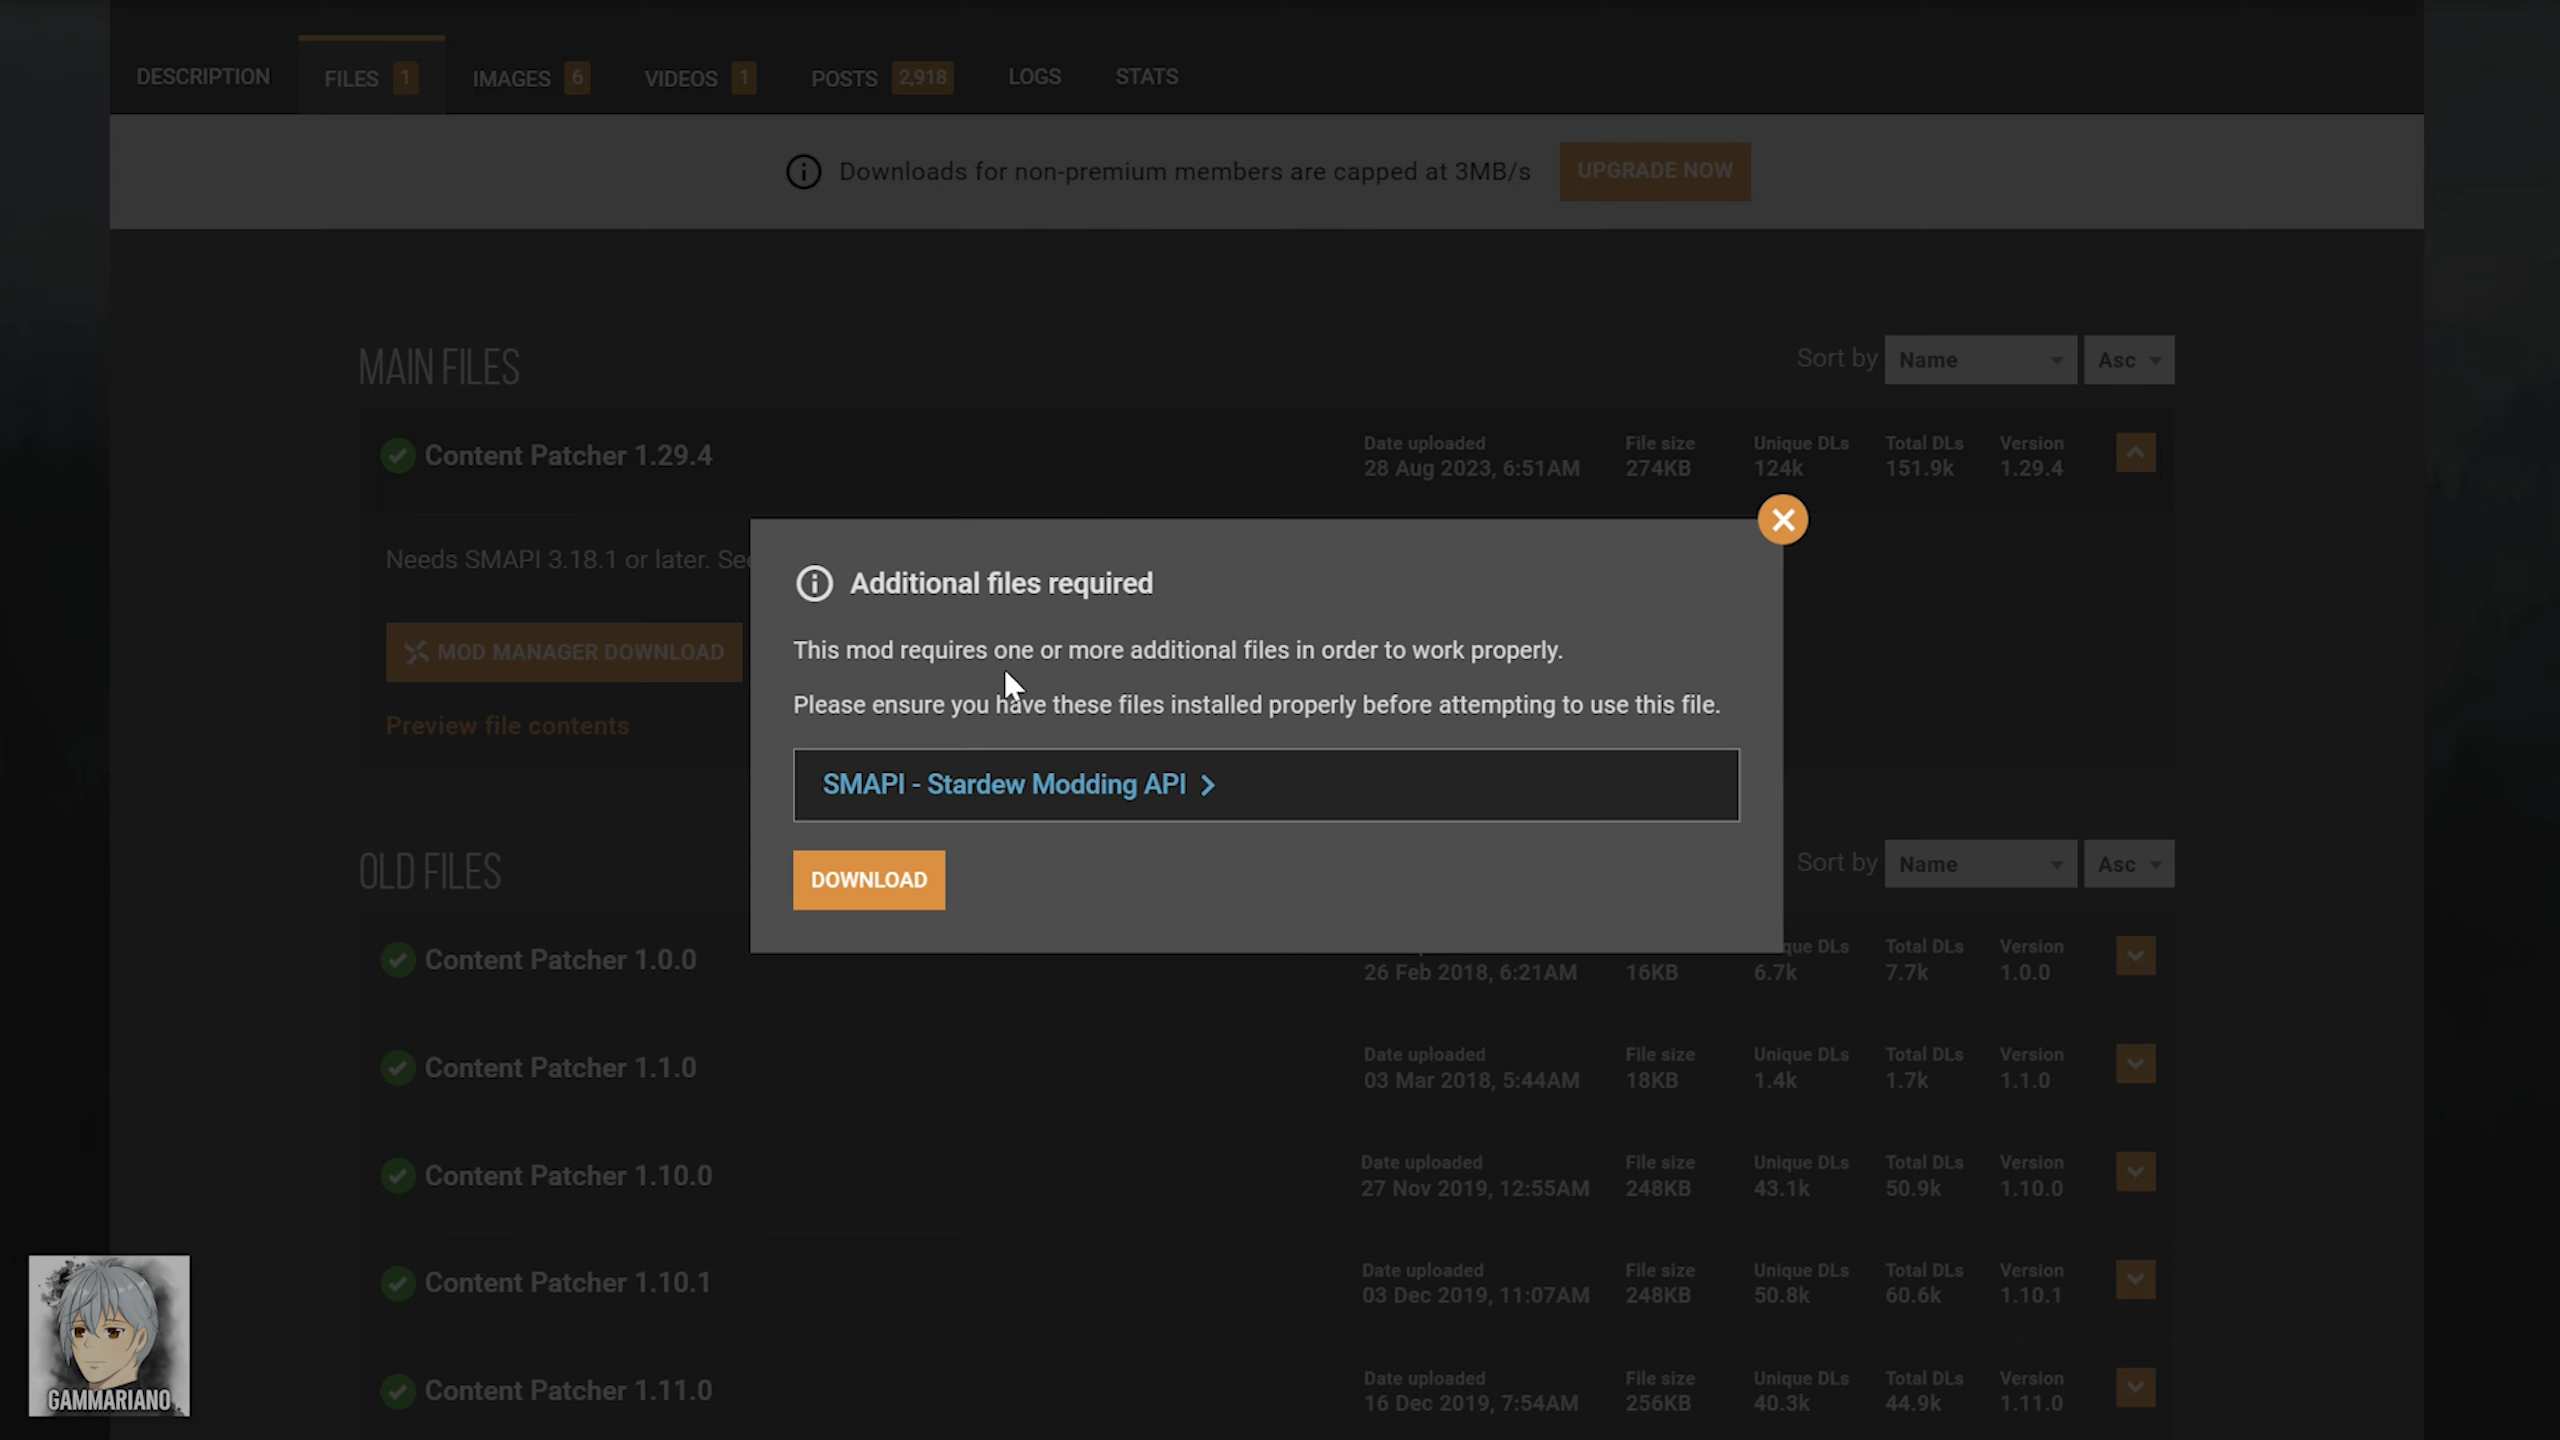 DESCRIPTION FILES 1 IMAGES 6 VIDEOS 1 POSTS 2,918 LOGS STATS
Downloads for non-premium members are capped at 3MB/s UPGRADE NOW
MAIN FILES Sort by Name Asc
Content Patcher 1.29.4
Date uploaded File size Unique DLs Total DLs Version
28 Aug 2023, 6:51AM 274KB 124k 151.9k 1.29.4
Needs SMAPI 3.18.1 or later.
MOD MANAGER DOWNLOAD
Preview file contents
Additional files required
This mod requires one or more additional files in order to work properly.
Please ensure you have these files installed properly before attempting to use this file.
SMAPI - Stardew Modding API
DOWNLOAD
OLD FILES Sort by Name Asc
Content Patcher 1.0.0
DLs Total DLs Version
26 Feb 2018, 6:21AM 16KB 6.7k 7.7k 1.0.0
Content Patcher 1.1.0
Date uploaded File size Unique DLs Total DLs Version
03 Mar 2018, 5:44AM 18KB 1.4k 1.7k 1.1.0
Content Patcher 1.10.0
Date uploaded File size Unique DLs Total DLs Version
27 Nov 2019, 12:55AM 248KB 43.1k 50.9k 1.10.0
Content Patcher 1.10.1
Date uploaded File size Unique DLs Total DLs Version
03 Dec 2019, 11:07AM 248KB 50.8k 60.6k 1.10.1
Content Patcher 1.11.0
Date uploaded File size Unique DLs Total DLs Version
16 Dec 2019, 7:54AM 256KB 40.3k 44.9k 1.11.0
GAMMARIANO